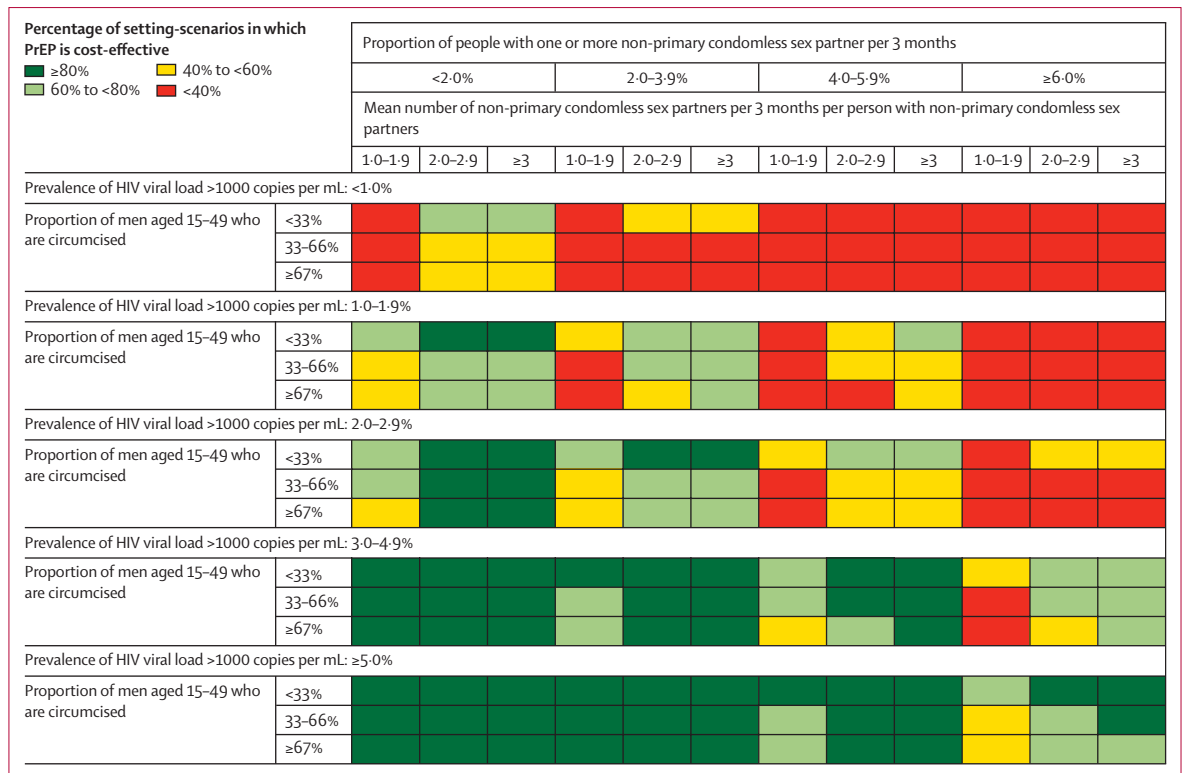 Percentage of setting-scenarios in which
PrEP is cost-effective
≥80%
40% to <60%
60% to <80%
<40%
Proportion of people with one or more non-primary condomless sex partner per 3 months
<2·0%
2·0–3·9%
4·0–5·9%
≥6·0%
Mean number of non-primary condomless sex partners per 3 months per person with non-primary condomless sex
partners
1·0–1·9
2·0–2·9
≥3
1·0–1·9
2·0–2·9
≥3
1·0–1·9
2·0–2·9
≥3
1·0–1·9
2·0–2·9
≥3
Prevalence of HIV viral load >1000 copies per mL: <1·0%
Proportion of men aged 15–49 who
are circumcised
<33%
33–66%
≥67%
Prevalence of HIV viral load >1000 copies per mL: 1·0–1·9%
Proportion of men aged 15–49 who
are circumcised
<33%
33–66%
≥67%
Prevalence of HIV viral load >1000 copies per mL: 2·0–2·9%
Proportion of men aged 15–49 who
are circumcised
<33%
33–66%
≥67%
Prevalence of HIV viral load >1000 copies per mL: 3·0–4·9%
Proportion of men aged 15–49 who
are circumcised
<33%
33–66%
≥67%
Prevalence of HIV viral load >1000 copies per mL: ≥5·0%
Proportion of men aged 15–49 who
are circumcised
<33%
33–66%
≥67%